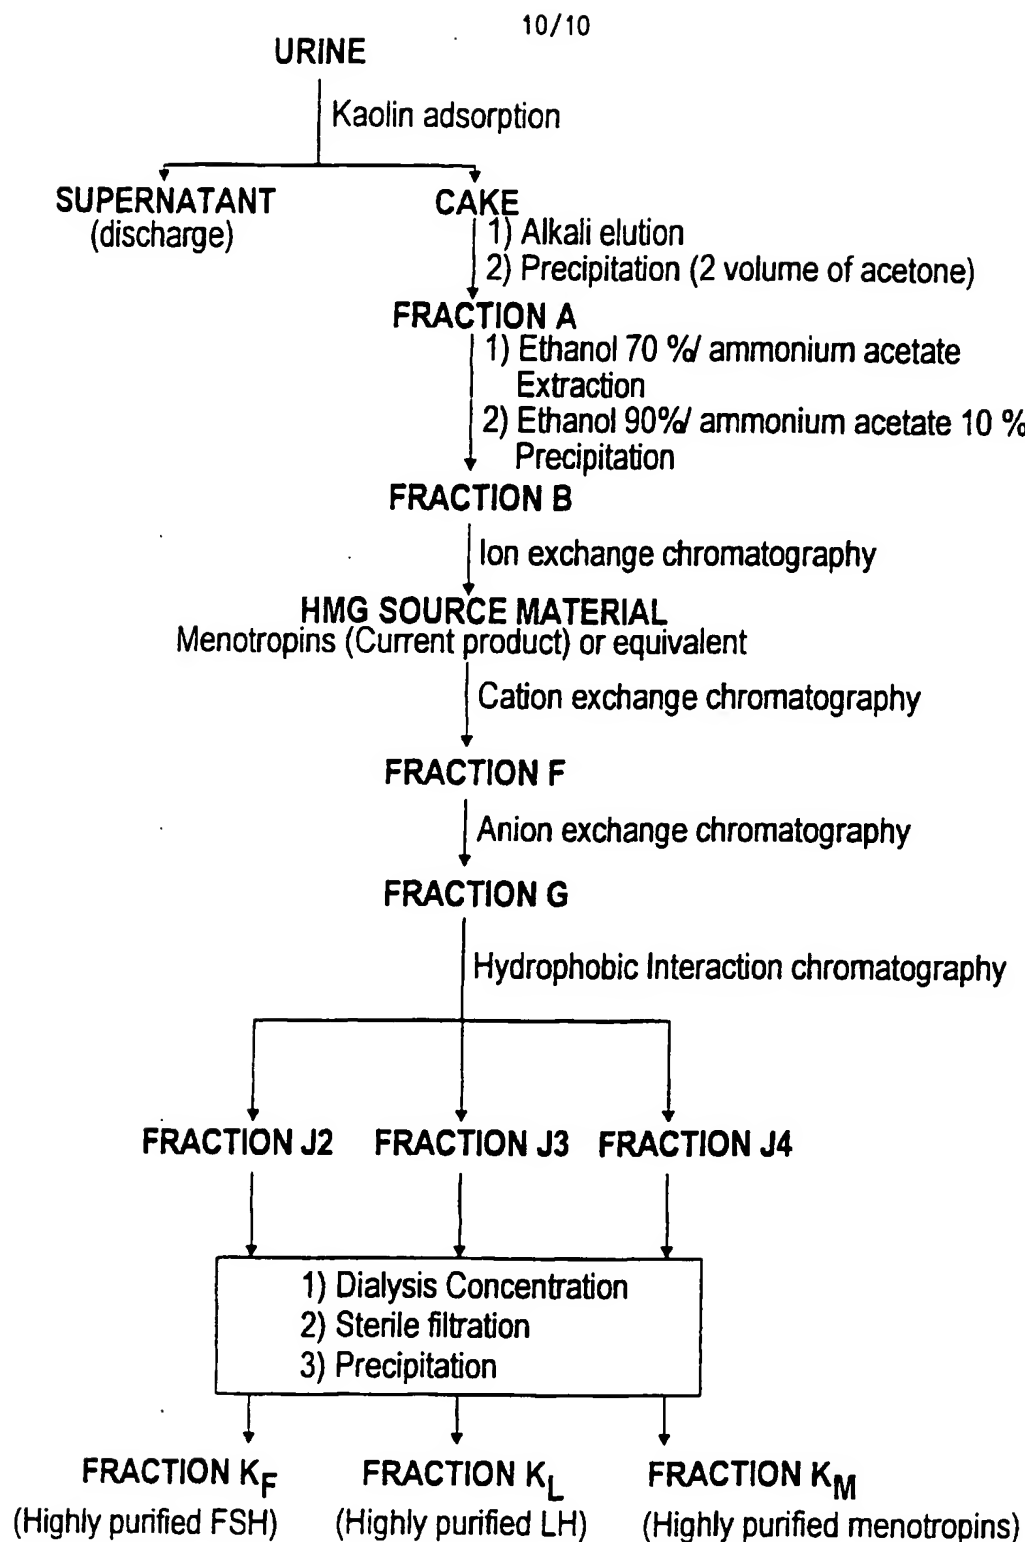 10/10
URINE
Kaolin adsorption
SUPERNATANT
(discharge)
CAKE
1) Alkali elution
2) Precipitation (2 volume of acetone)
FRACTION A
1) Ethanol 70 %/ ammonium acetate
Extraction
2) Ethanol 90%/ ammonium acetate 10 %
Precipitation
FRACTION B
Ion exchange chromatography
HMG SOURCE MATERIAL
Menotropins (Current product) or equivalent
Cation exchange chromatography
FRACTION F
Anion exchange chromatography
FRACTION G
Hydrophobic Interaction chromatography
FRACTION J2 FRACTION J3 FRACTION J4
1) Dialysis Concentration
2) Sterile filtration
3) Precipitation
FRACTION KF FRACTION KL FRACTION KM
(Highly purified FSH) (Highly purified LH) (Highly purified menotropins)